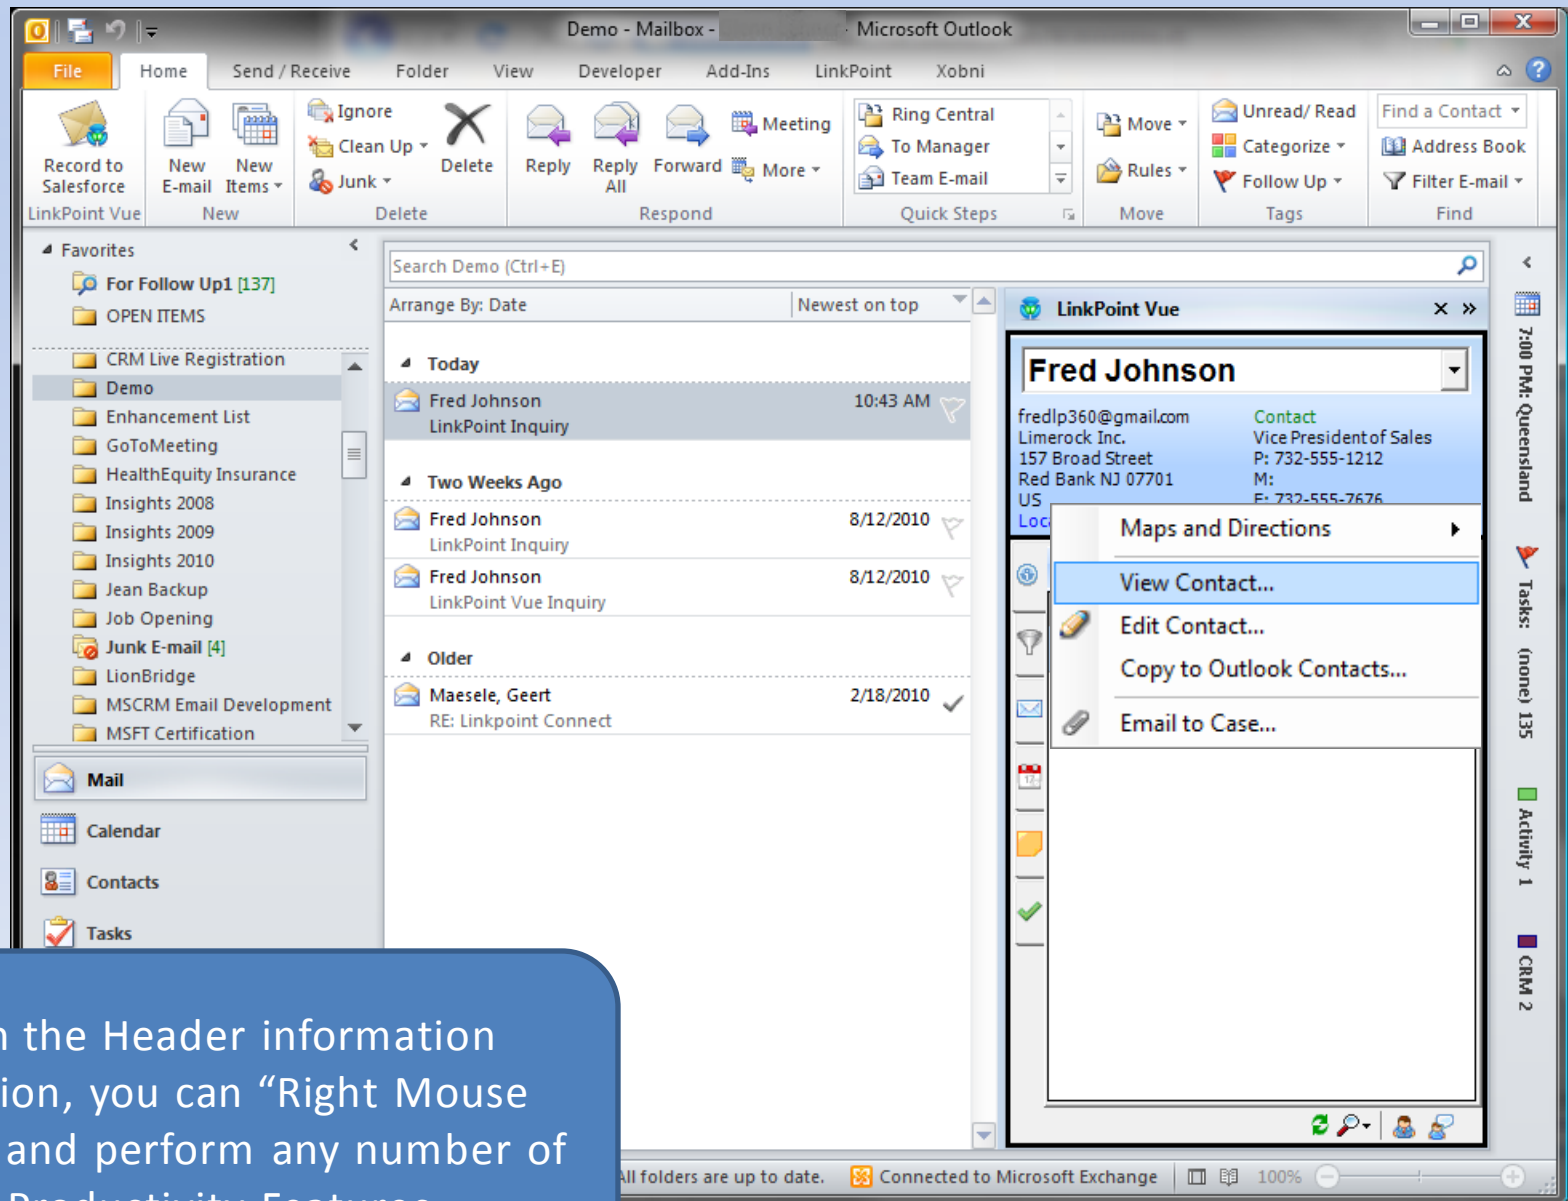 Demo - Mailbox -
- Microsoft Outlook
File Home Send / Receive Folder View Developer Add-Ins LinkPoint Xobni
Record to Salesforce
LinkPoint Vue
New E-mail
New Items
New
Ignore
Clean Up
Junk
Delete
Delete
Reply
Reply All
Forward
Meeting
More
Respond
Ring Central
To Manager
Team E-mail
Quick Steps
Move
Rules
Move
Unread/ Read
Categorize
Follow Up
Tags
Find a Contact
Address Book
Filter E-mail
Find
Favorites
For Follow Up1 [137]
OPEN ITEMS
CRM Live Registration
Demo
Enhancement List
GoToMeeting
HealthEquity Insurance
Insights 2008
Insights 2009
Insights 2010
Jean Backup
Job Opening
Junk E-mail [4]
LionBridge
MSCRM Email Development
MSFT Certification
Mail
Calendar
Contacts
Tasks
Search Demo (Ctrl+E)
Arrange By: Date Newest on top
Today
Fred Johnson 10:43 AM
LinkPoint Inquiry
Two Weeks Ago
Fred Johnson 8/12/2010
LinkPoint Inquiry
Fred Johnson 8/12/2010
LinkPoint Vue Inquiry
Older
Maesele, Geert 2/18/2010
RE: Linkpoint Connect
LinkPoint Vue
Fred Johnson
fredlp360@gmail.com Contact
Limerock Inc. Vice President of Sales
157 Broad Street P: 732-555-1212
Red Bank NJ 07701 M:
US F: 732-555-7676
Loc
Maps and Directions
View Contact...
Edit Contact...
Copy to Outlook Contacts...
Email to Case...
7:00 PM: Queensland
Tasks: (none) 135
Activity 1
CRM 2
n the Header information
ion, you can “Right Mouse
and perform any number of
Productivity Features
All folders are up to date. Connected to Microsoft Exchange 100%